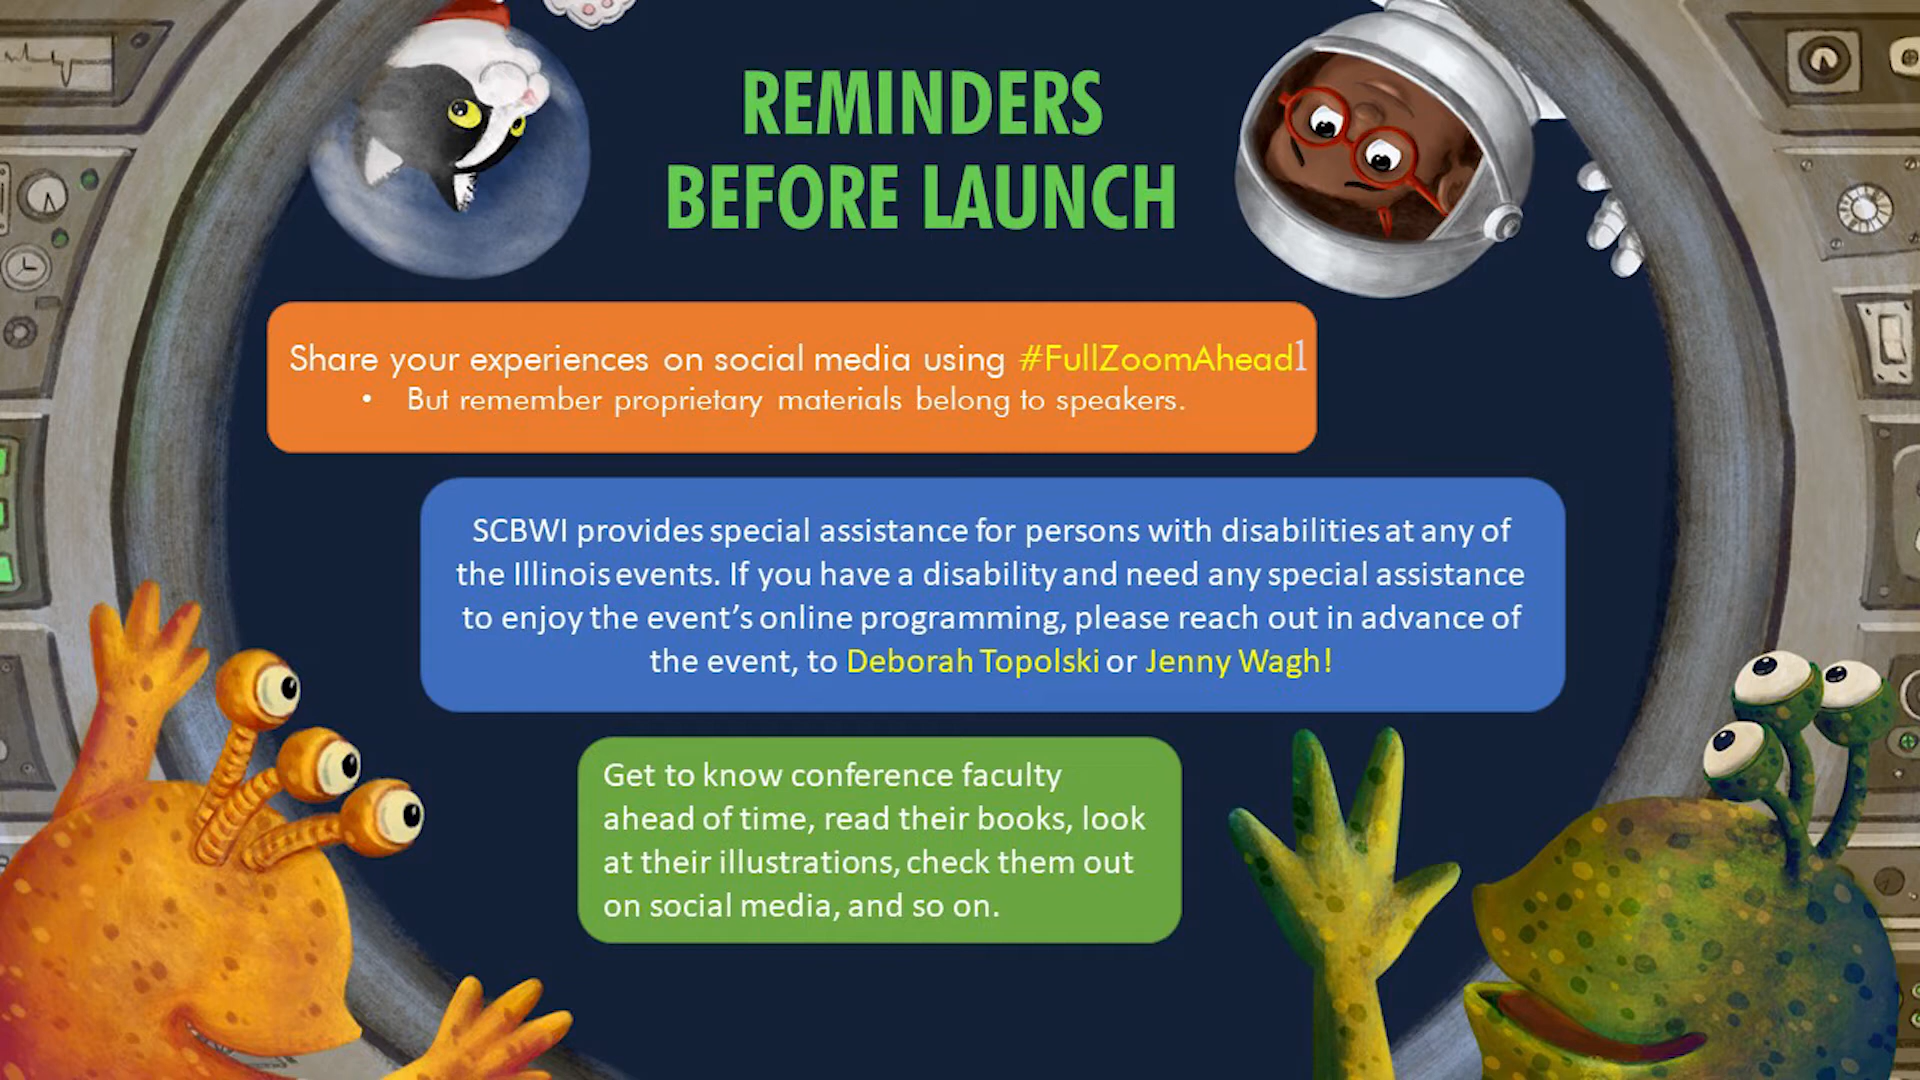 REMINDERS
BEFORE LAUNCH
Share your experiences on social media using #FullZoomAhead1
• But remember proprietary materials belong to speakers.
SCBWI provides special assistance for persons with disabilities at any of
the Illinois events. If you have a disability and need any special assistance
to enjoy the event’s online programming, please reach out in advance of
the event, to Deborah Topolski or Jenny Wagh!
Get to know conference faculty
ahead of time, read their books, look
at their illustrations, check them out
on social media, and so on.